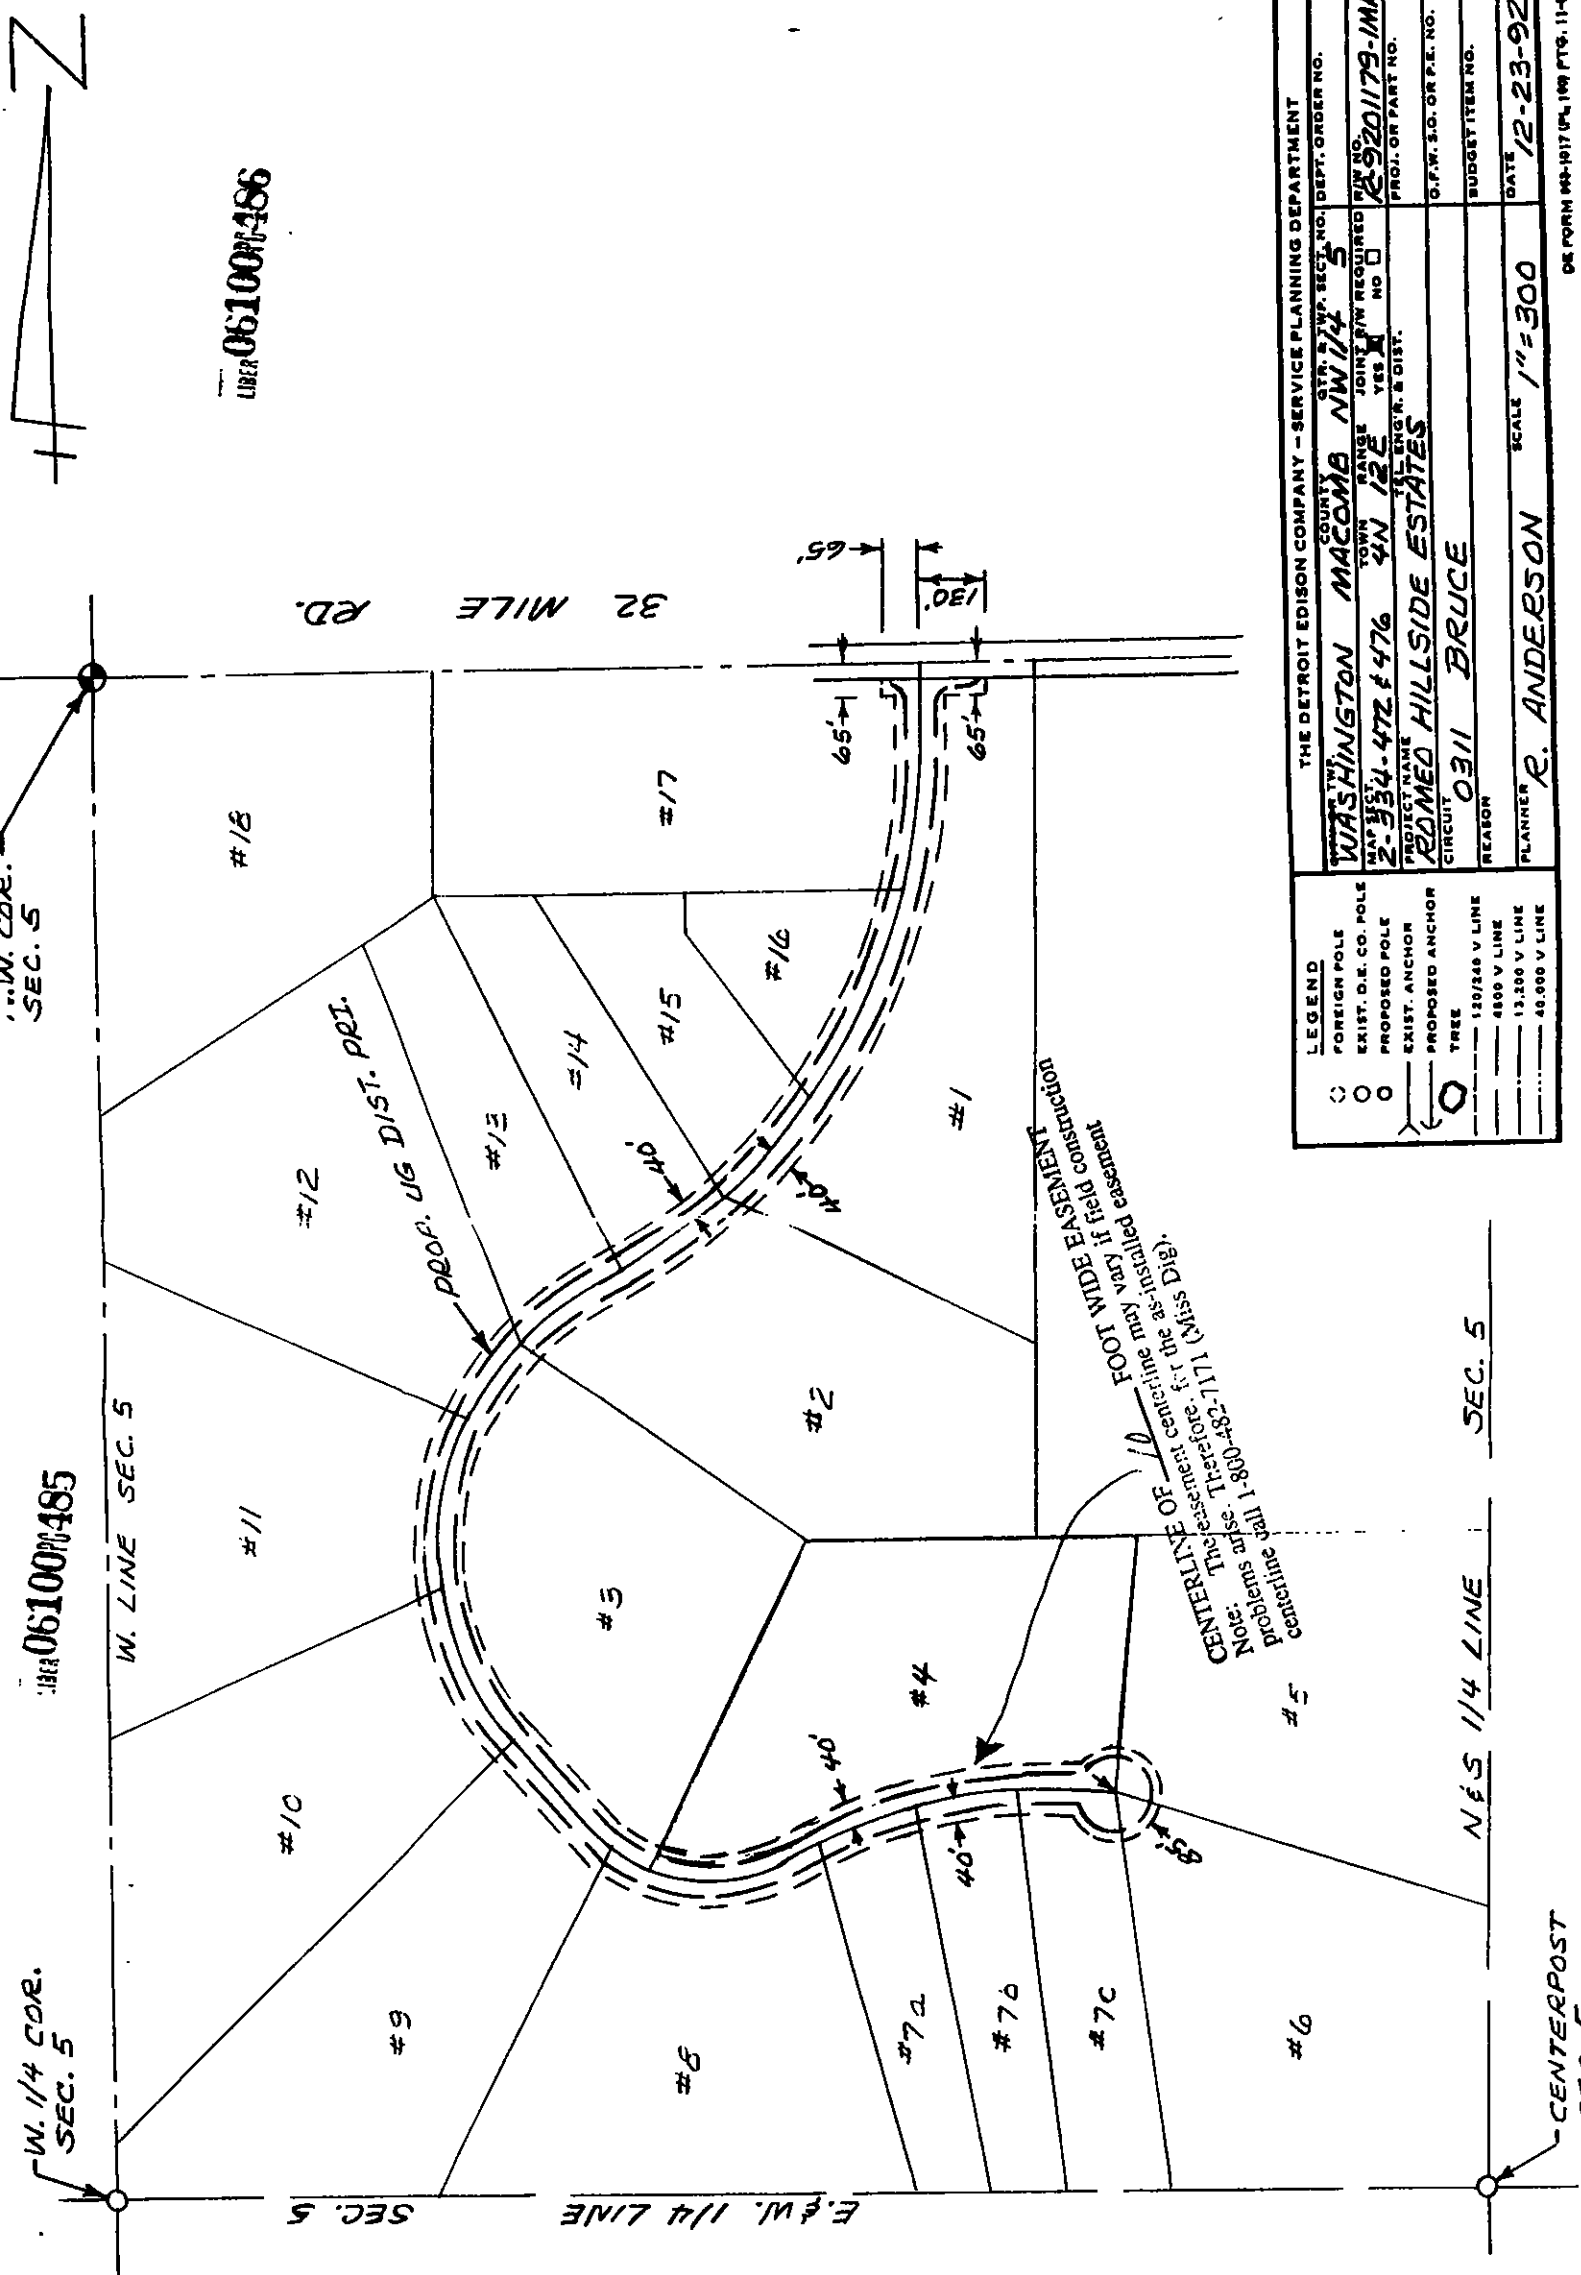 LIBER 06100 PG 485
LIBER 06100 PG 486
W. 1/4 COR.
SEC. 5
W. LINE SEC. 5
N.W. COR.
SEC. 5
32 MILE RD.
E. & W. 1/4 LINE SEC. 5
N & S 1/4 LINE SEC. 5
CENTERPOST
#18
#17
#16
#15
#14
#13
#12
#11
#10
#9
#8
#7a
#7b
#7c
#6
#5
#4
#3
#2
#1
PROP. UG DIST. PRI.
65'
130'
65'
65'
40'
40'
40'
40'
CENTERLINE OF 10 FOOT WIDE EASEMENT
Note: The easement centerline may vary if field construction
problems arise. Therefore, for the as-installed easement
centerline call 1-800-482-7171 (Miss Dig).
LEGEND
FOREIGN POLE
EXIST. D.E. CO. POLE
PROPOSED POLE
EXIST. ANCHOR
PROPOSED ANCHOR
TREE
120/240 V LINE
4800 V LINE
13,200 V LINE
40,000 V LINE
THE DETROIT EDISON COMPANY – SERVICE PLANNING DEPARTMENT
TWP. COUNTY QTR. & TWP. SECT. NO. DEPT. ORDER NO.
WASHINGTON MACOMB NW 1/4 5
MAP SECT. TOWN RANGE JOINT R/W REQUIRED R/W NO.
2-334-472 & 476 4N 12E YES NO R-9201179-1M
PROJECT NAME TEL. ENG'R. & DIST. PROJ. OR PART NO.
ROMEO HILLSIDE ESTATES
CIRCUIT O.F.W. S.O. OR P.E. NO.
0311 BRUCE
REASON BUDGET ITEM NO.
PLANNER SCALE DATE
R. ANDERSON 1"=300 12-23-92
DE FORM